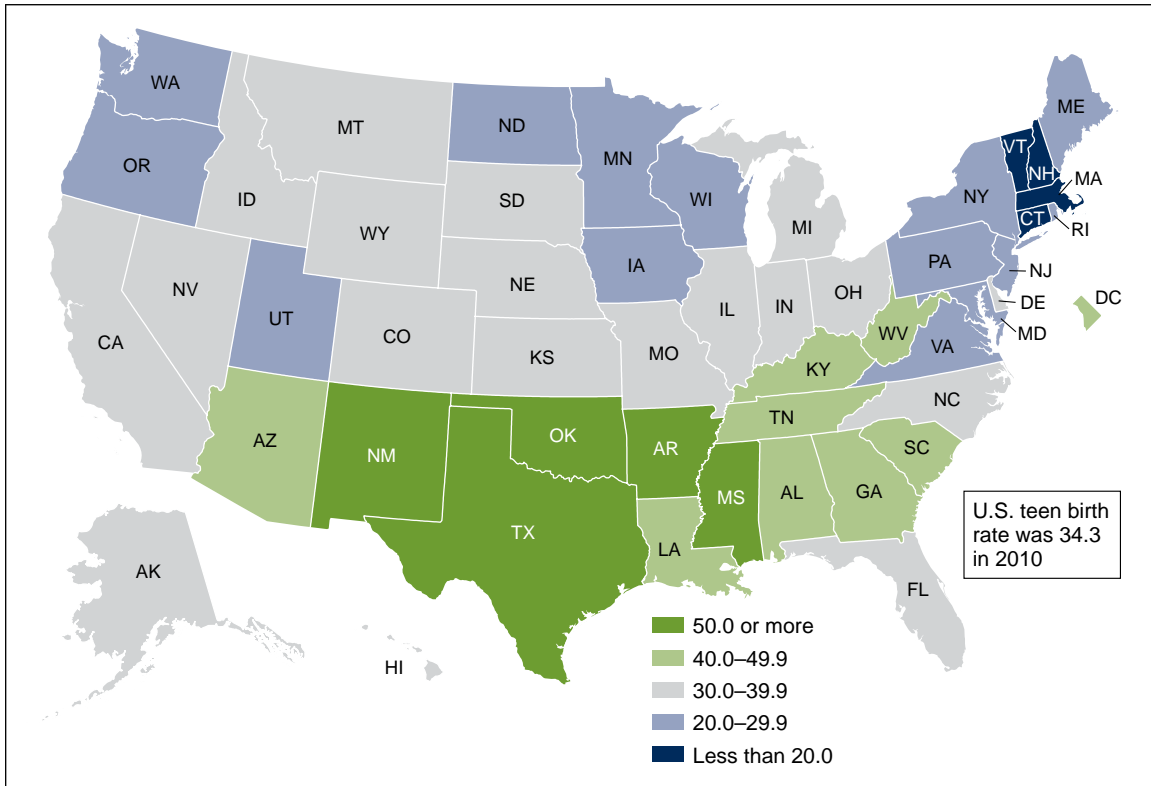 WA
MT
ND
MN
ME
OR
ID
SD
WI
VT
NH
MA
NY
WY
MI
CT
RI
IA
PA
NJ
NV
NE
UT
IL
IN
OH
DE
DC
CA
CO
KS
MO
WV
VA
MD
KY
NC
TN
AZ
OK
NM
AR
SC
MS
AL
GA
TX
LA
U.S. teen birth
rate was 34.3
in 2010
AK
FL
HI
50.0 or more
40.0–49.9
30.0–39.9
20.0–29.9
Less than 20.0